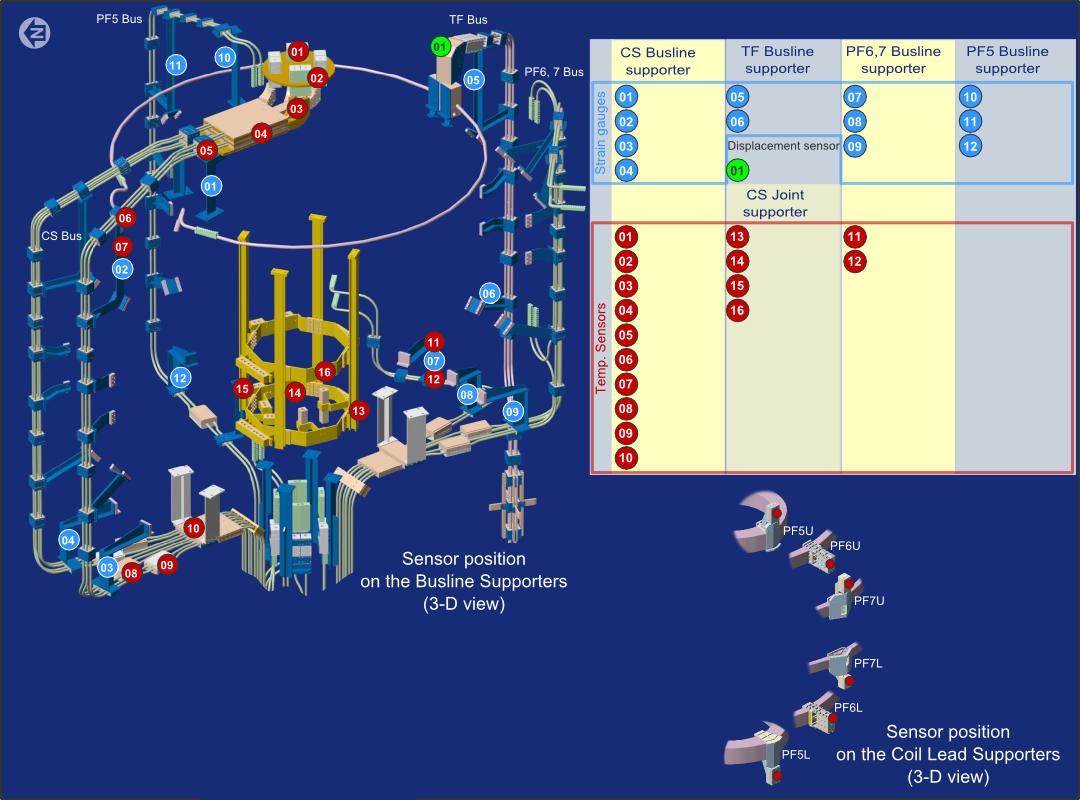 PF5 Bus
TF Bus
PF6, 7 Bus
CS Bus
N
11
10
01
02
03
04
05
01
01
05
06
07
02
06
11
07
12
08
09
12
15
14
16
13
04
03
08
09
10
Sensor position
on the Busline Supporters
(3-D view)
CS Busline
supporter
TF Busline
supporter
PF6,7 Busline
supporter
PF5 Busline
supporter
Strain gauges
01
05
07
10
02
06
08
11
03
Displacement sensor
09
12
04
01
CS Joint
supporter
Temp. Sensors
01
13
11
02
14
12
03
15
04
16
05
06
07
08
09
10
PF5U
PF6U
PF7U
PF7L
PF6L
PF5L
Sensor position
on the Coil Lead Supporters
(3-D view)